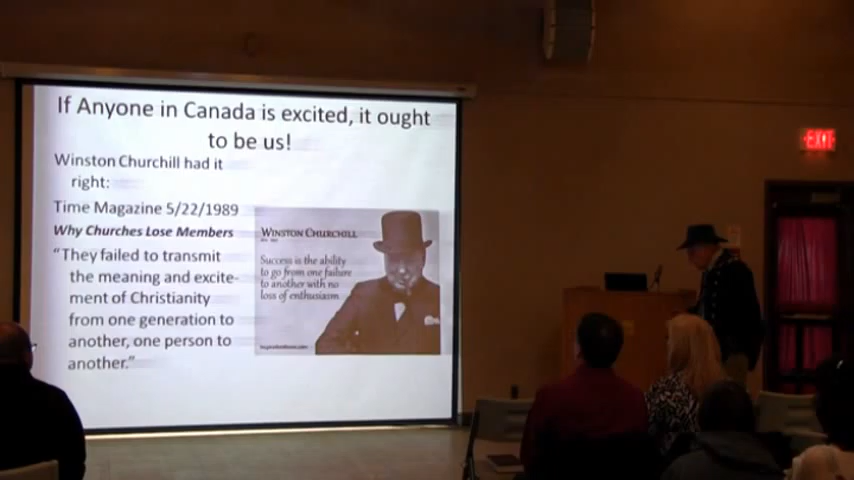 If Anyone in Canada is excited, it ought
to be us!
Winston Churchill had it
right:
Time Magazine 5/22/1989
Why Churches Lose Members
"They failed to transmit
the meaning and excite-
ment of Christianity
from one generation to
another, one person to
another."
WINSTON CHURCHILL
Success is the ability
to go from one failure
to another with no
loss of enthusiasm
EXIT